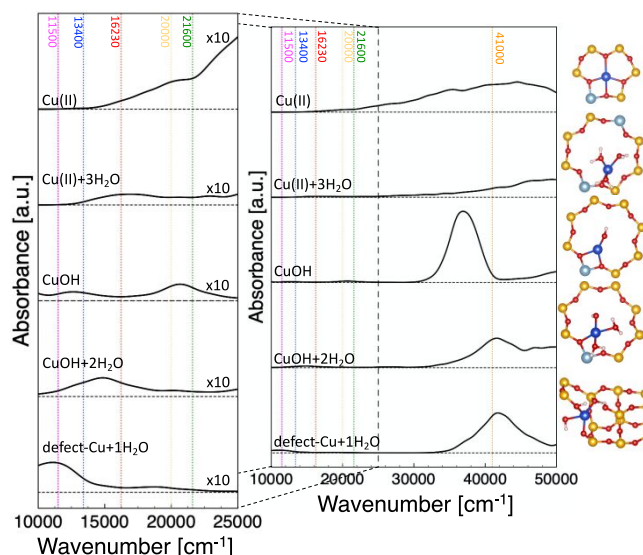 11500
13400
16230
20000
21600
x10
Cu(II)
Cu(II)+3H₂O
x10
CuOH
x10
CuOH+2H₂O
x10
defect-Cu+1H₂O
x10
Absorbance [a.u.]
10000 15000 20000 25000
Wavenumber [cm⁻¹]
11500
13400
16230
20000
21600
41000
Cu(II)
Cu(II)+3H₂O
CuOH
CuOH+2H₂O
defect-Cu+1H₂O
Absorbance [a.u.]
10000 20000 30000 40000 50000
Wavenumber [cm⁻¹]